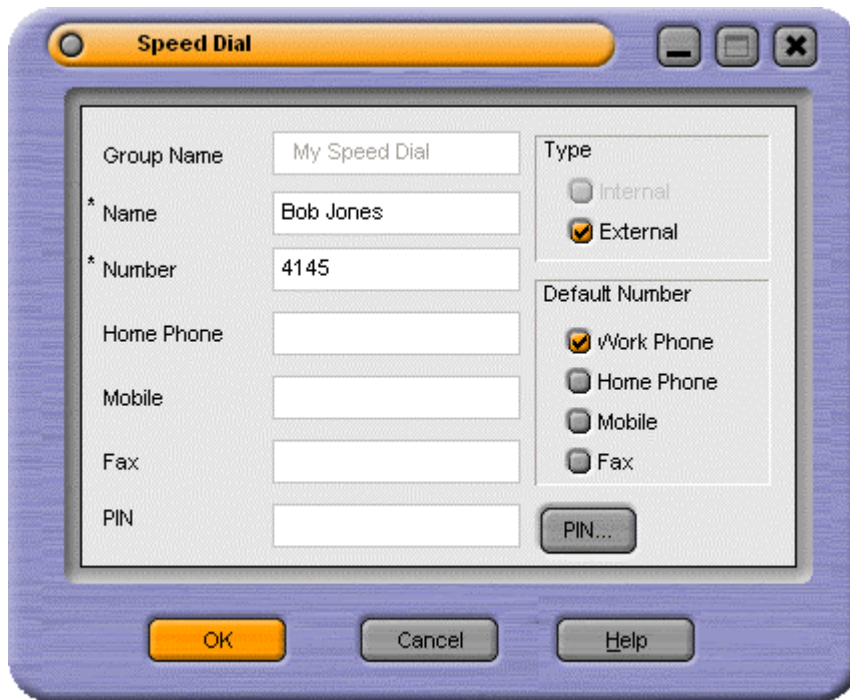 Speed Dial
Group Name
My Speed Dial
* Name
Bob Jones
* Number
4145
Home Phone
Mobile
Fax
PIN
Type
Internal
External
Default Number
Work Phone
Home Phone
Mobile
Fax
PIN...
OK
Cancel
Help